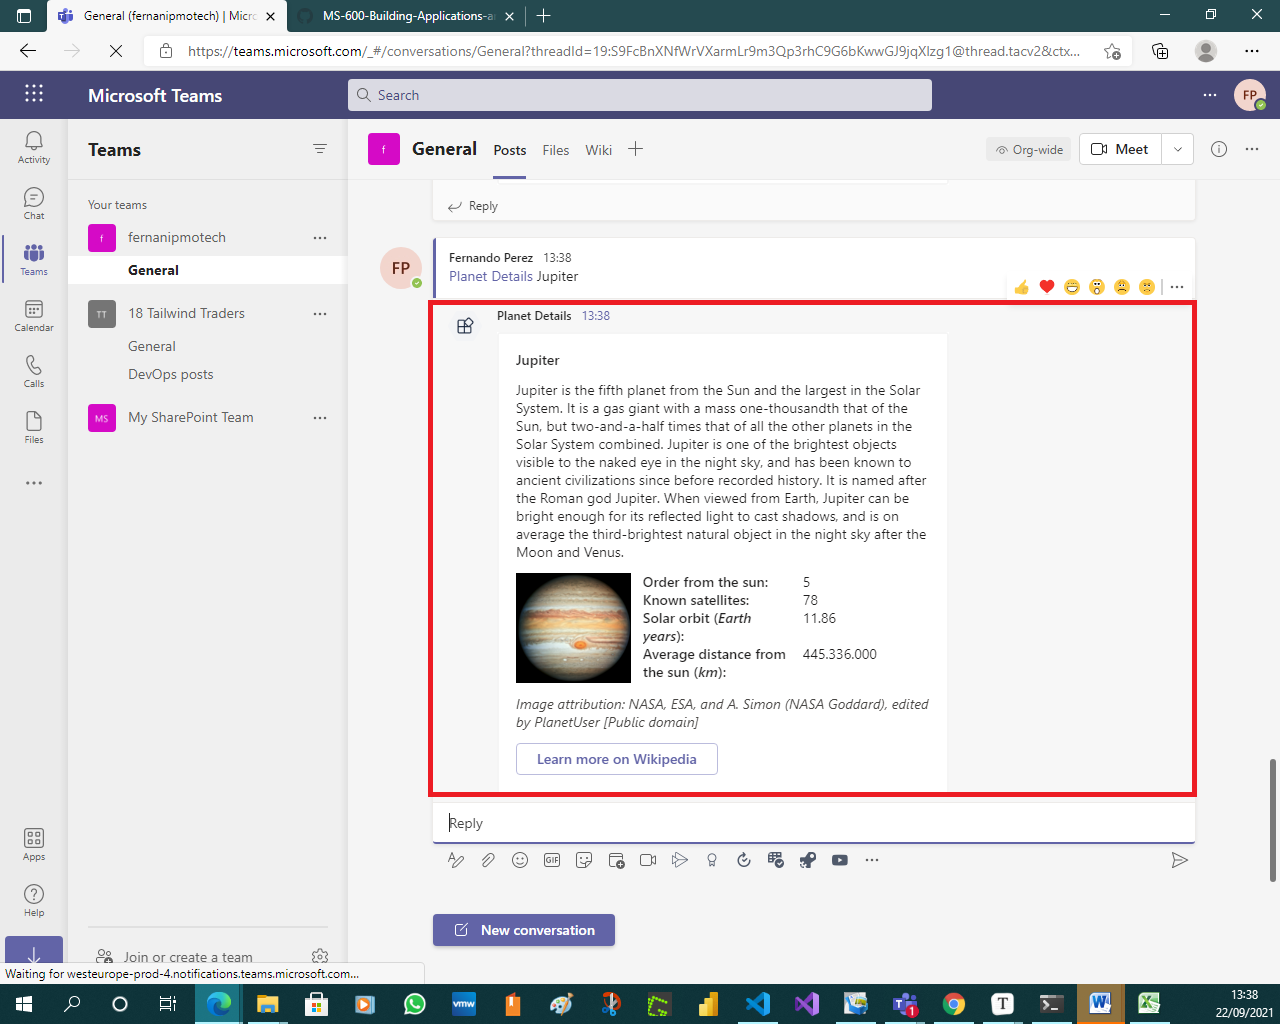 General (fernanipmotech) | Micr
MS-600-Building-Applications-a
https://teams.microsoft.com/_#/conversations/General?threadId=19:S9FcBnXNfWrVXarmLr9m3Qp3rhC9G6bKwwGJ9jqXlzg1@thread.tacv2&ctx...
Microsoft Teams
Search
FP
Activity
Chat
Teams
Calendar
Calls
Files
Apps
Help
Teams
Your teams
f
fernanipmotech
General
TT
18 Tailwind Traders
General
DevOps posts
MS
My SharePoint Team
Join or create a team
f
General
Posts
Files
Wiki
Org-wide
Meet
Reply
FP
Fernando Perez 13:38
Planet Details Jupiter
Planet Details 13:38
Jupiter
Jupiter is the fifth planet from the Sun and the largest in the Solar
System. It is a gas giant with a mass one-thousandth that of the
Sun, but two-and-a-half times that of all the other planets in the
Solar System combined. Jupiter is one of the brightest objects
visible to the naked eye in the night sky, and has been known to
ancient civilizations since before recorded history. It is named after
the Roman god Jupiter. When viewed from Earth, Jupiter can be
bright enough for its reflected light to cast shadows, and is on
average the third-brightest natural object in the night sky after the
Moon and Venus.
Order from the sun: 5
Known satellites: 78
Solar orbit (Earth 11.86
years):
Average distance from 445.336.000
the sun (km):
Image attribution: NASA, ESA, and A. Simon (NASA Goddard), edited
by PlanetUser [Public domain]
Learn more on Wikipedia
Reply
GIF
New conversation
Waiting for westeurope-prod-4.notifications.teams.microsoft.com...
vmw
T
1
13:38
22/09/2021